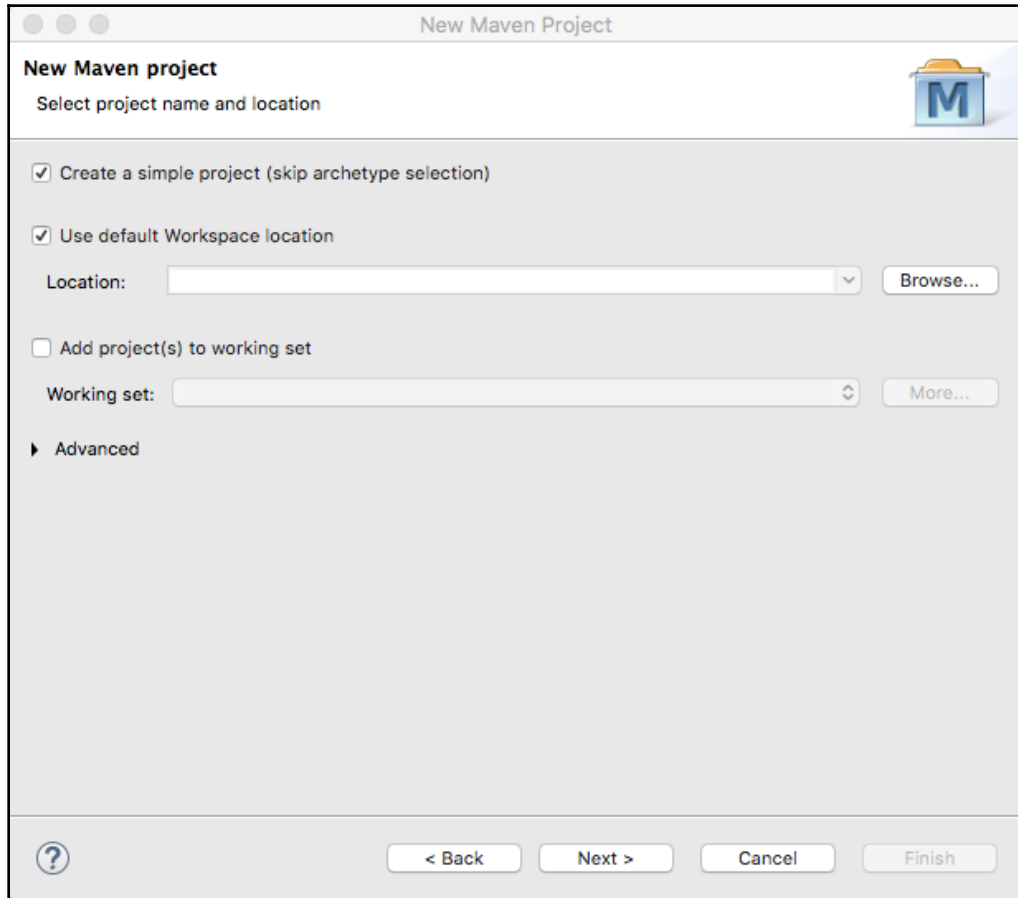 New Maven Project
New Maven project
Select project name and location
M
Create a simple project (skip archetype selection)
Use default Workspace location
Location:
Browse...
Add project(s) to working set
Working set:
More...
Advanced
?
< Back
Next >
Cancel
Finish